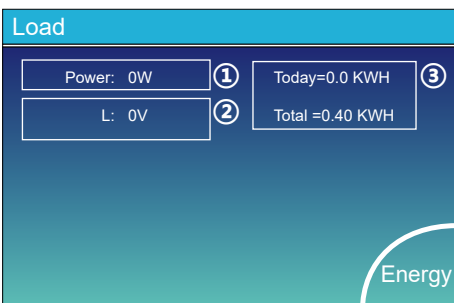 Load
Power: 0W ①
Today=0.0 KWH ③
L: 0V ②
Total =0.40 KWH
Energy